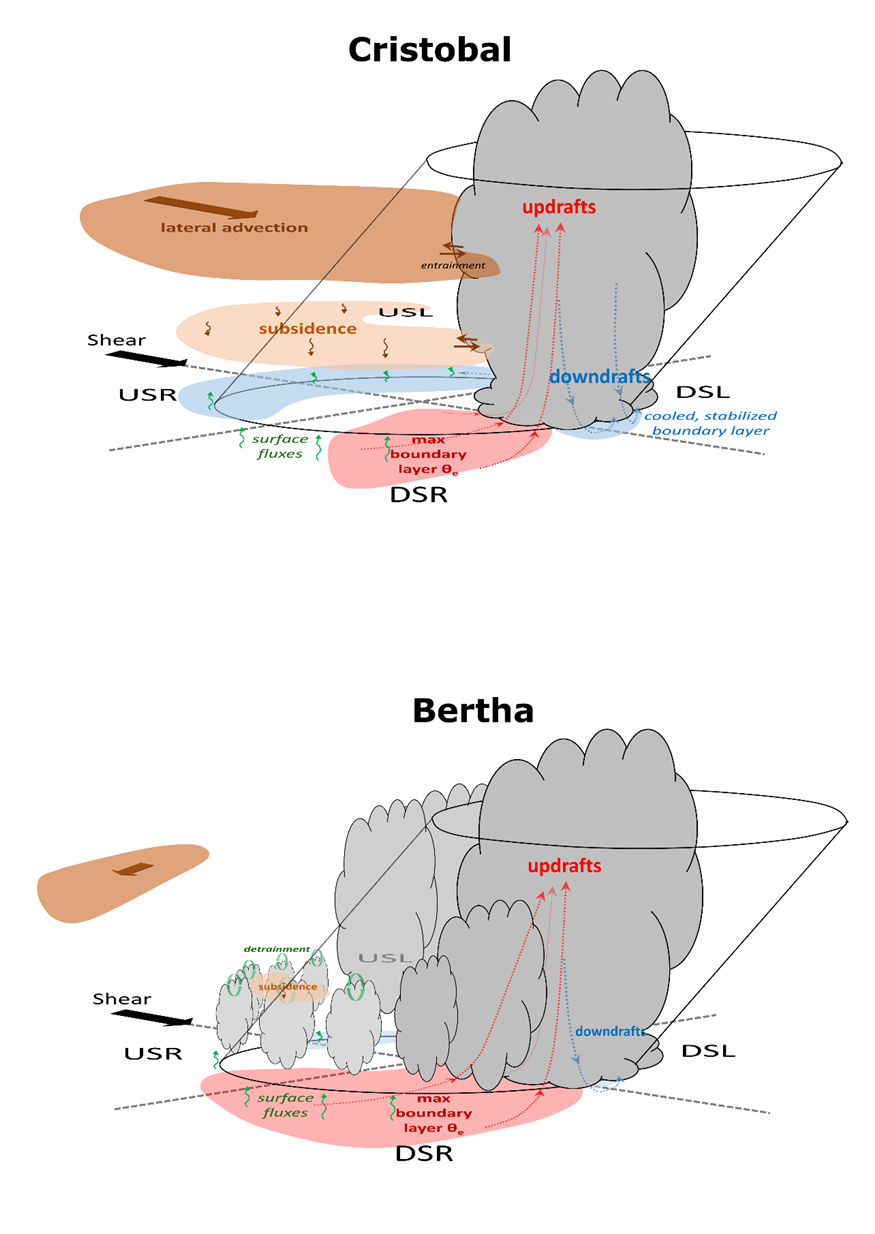 Cristobal
updrafts
lateral advection
entrainment
USL
subsidence
Shear
downdrafts
USR
DSL
cooled, stabilized
boundary layer
surface
fluxes
max
boundary
layer θe
DSR
Bertha
updrafts
detrainment
USL
subsidence
Shear
downdrafts
USR
DSL
surface
fluxes
max
boundary
layer θe
DSR